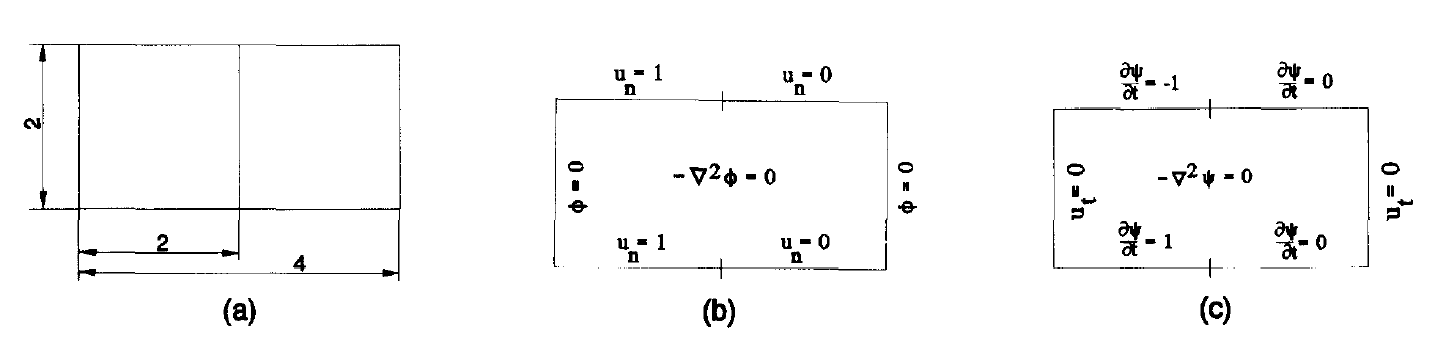 2
2
4
(a)
u_n = 1
u_n = 0
ϕ = 0
-∇²ϕ = 0
ϕ = 0
u_n = 1
u_n = 0
(b)
∂ψ/∂t = -1
∂ψ/∂t = 0
u_t = 0
-∇²ψ = 0
u_t = 0
∂ψ/∂t = 1
∂ψ/∂t = 0
(c)